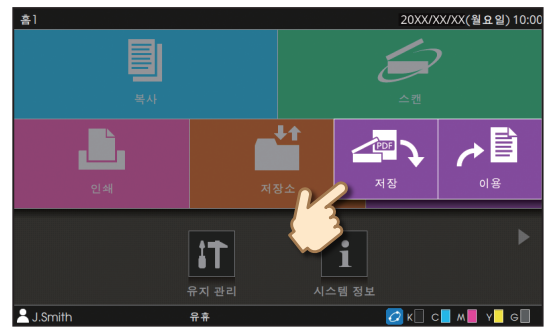 홈1
20XX/XX/XX(월요일) 10:00
복사
스캔
인쇄
저장소
PDF
저장
이용
유지 관리
시스템 정보
J.Smith
유휴
K C M Y G